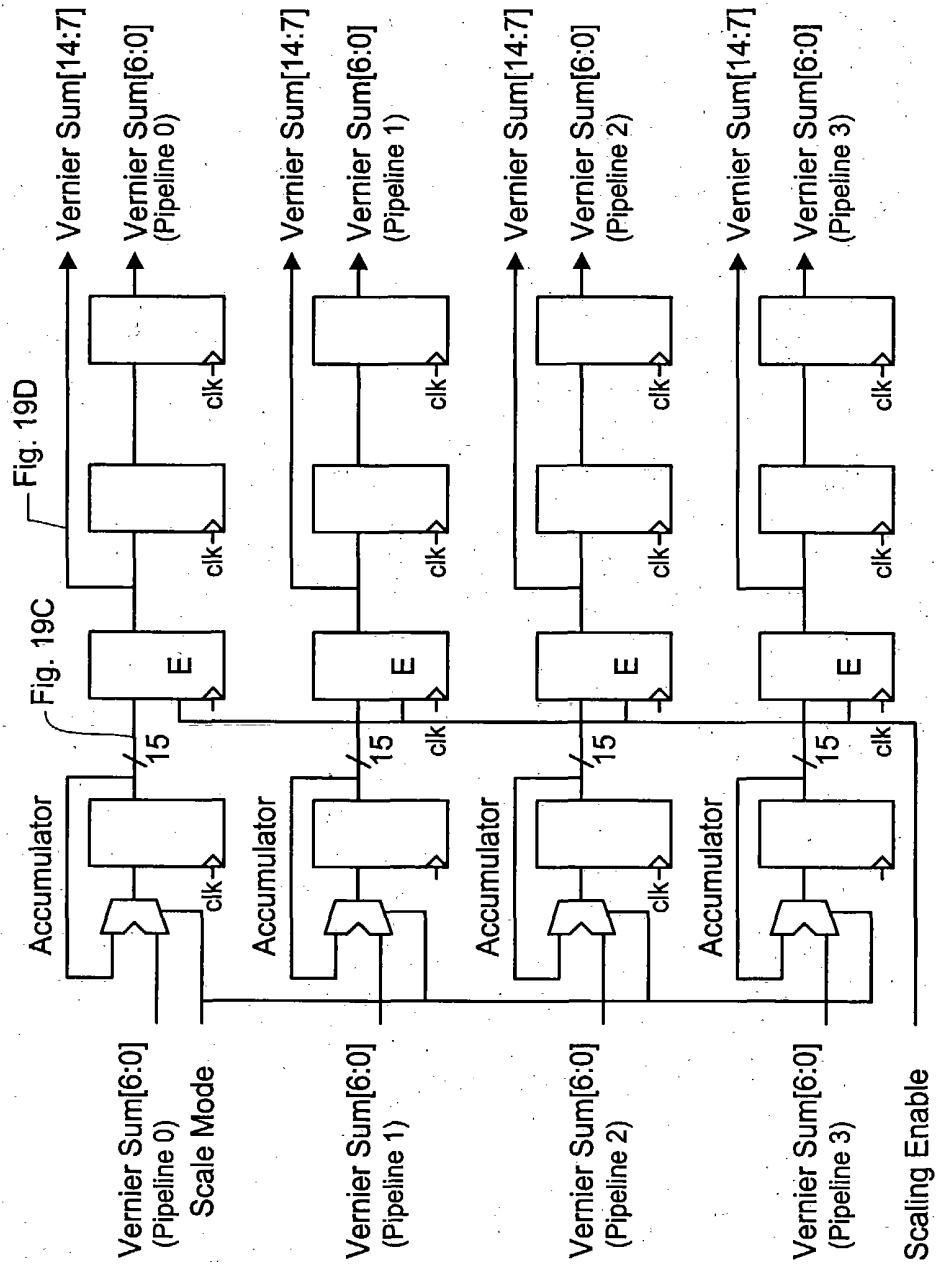 Fig. 19D
Fig. 19C
Vernier Sum[14:7]
Accumulator
15
E
Vernier Sum[6:0]
(Pipeline 0)
clk
clk
clk
Vernier Sum[6:0]
(Pipeline 0)
Scale Mode
Vernier Sum[14:7]
Accumulator
15
E
Vernier Sum[6:0]
(Pipeline 1)
clk
clk
clk
Vernier Sum[6:0]
(Pipeline 1)
Vernier Sum[14:7]
Accumulator
15
E
Vernier Sum[6:0]
(Pipeline 2)
clk
clk
clk
clk
Vernier Sum[6:0]
(Pipeline 2)
Vernier Sum[14:7]
Accumulator
15
E
Vernier Sum[6:0]
(Pipeline 3)
clk
clk
clk
Vernier Sum[6:0]
(Pipeline 3)
Scaling Enable